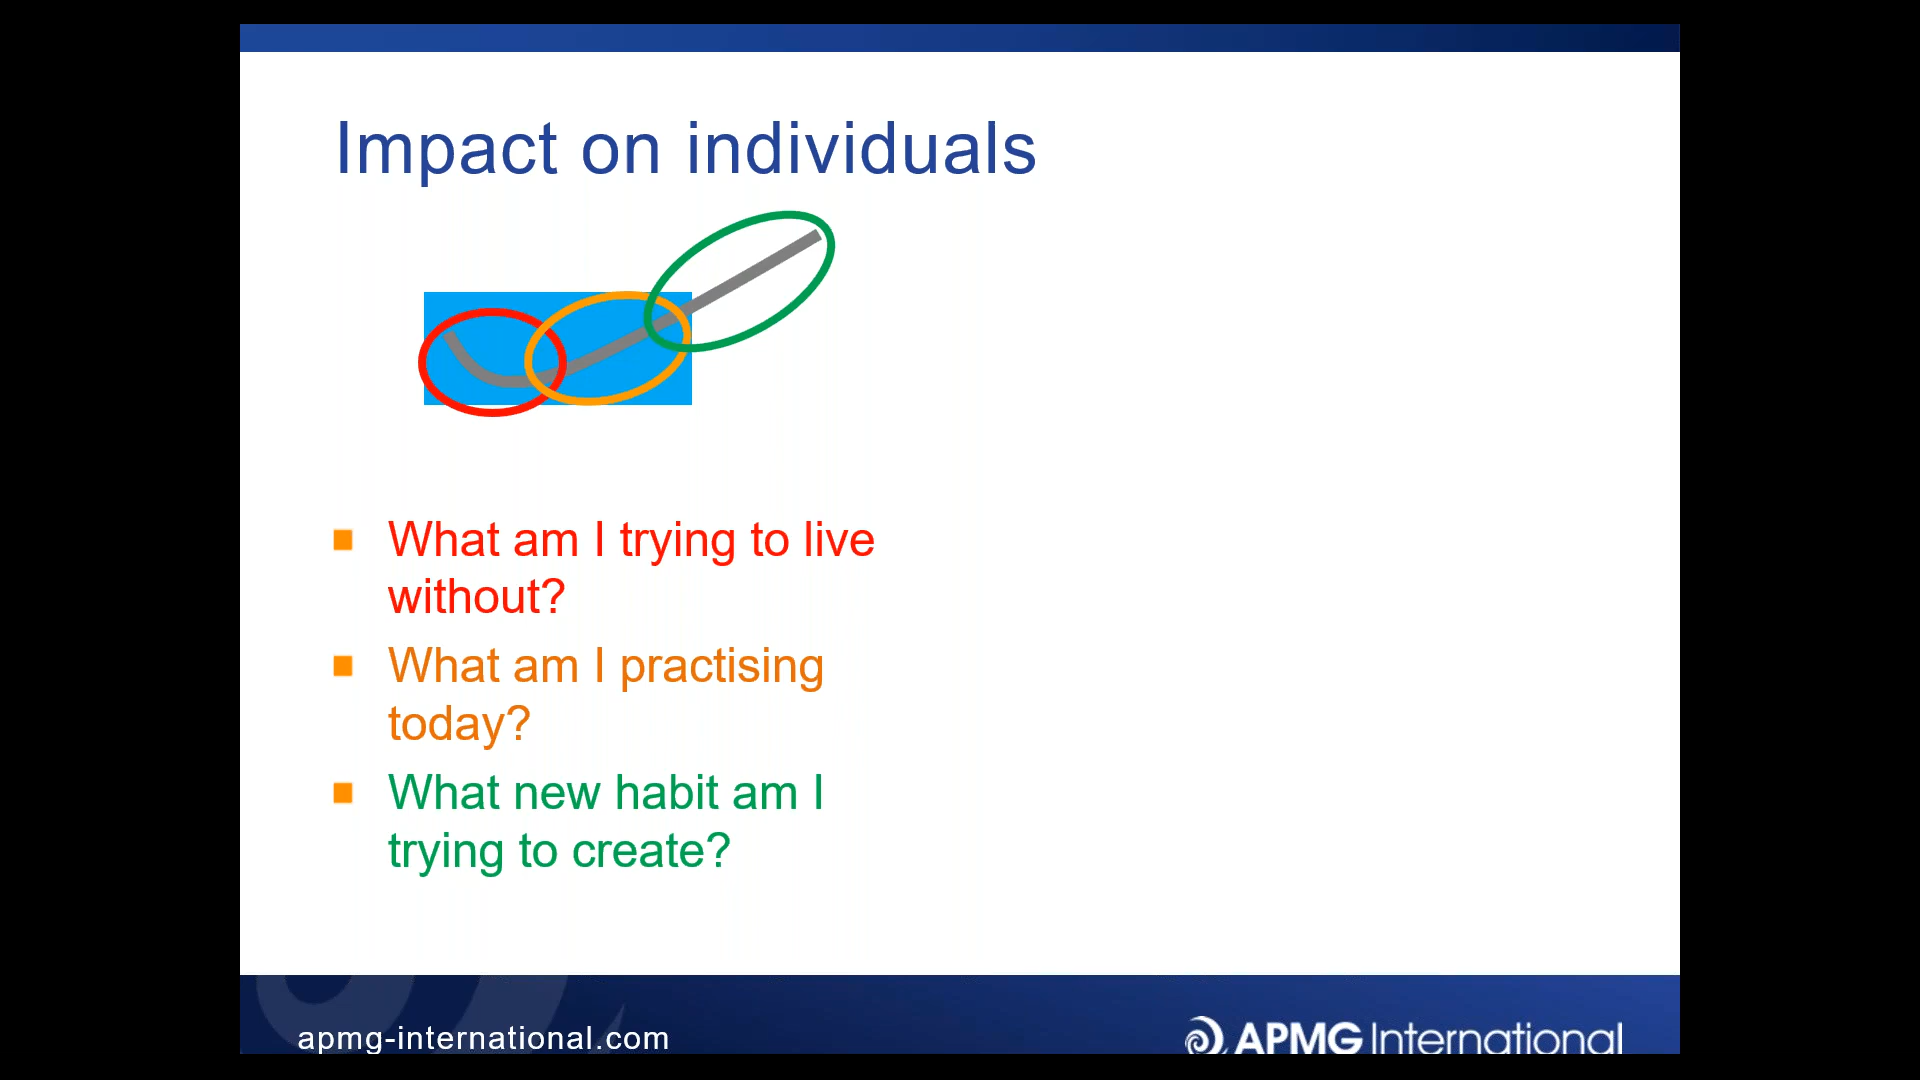 Impact on individuals
What am I trying to live
without?
What am I practising
today?
What new habit am I
trying to create?
apmg-international.com
APMG International